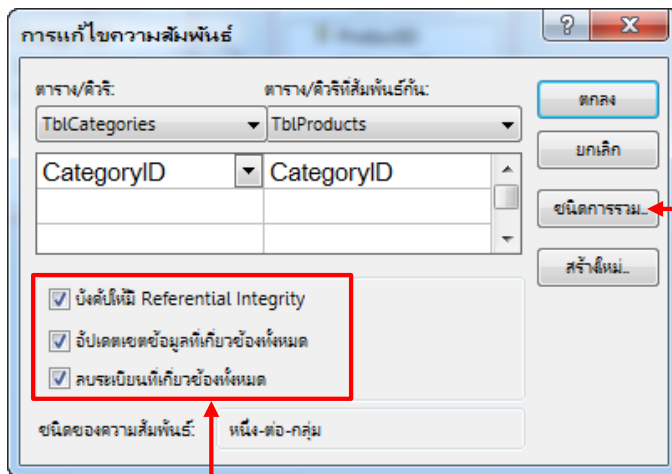 การแก้ไขความสัมพันธ์
ตาราง/คิวรี: ตาราง/คิวรีที่สัมพันธ์กัน:
TblCategories TblProducts
CategoryID CategoryID
ตกลง
ยกเลิก
ชนิดการรวม..
สร้างใหม่..
บังคับให้มี Referential Integrity
อัปเดตเขตข้อมูลที่เกี่ยวข้องทั้งหมด
ลบระเบียนที่เกี่ยวข้องทั้งหมด
ชนิดของความสัมพันธ์: หนึ่ง-ต่อ-กลุ่ม